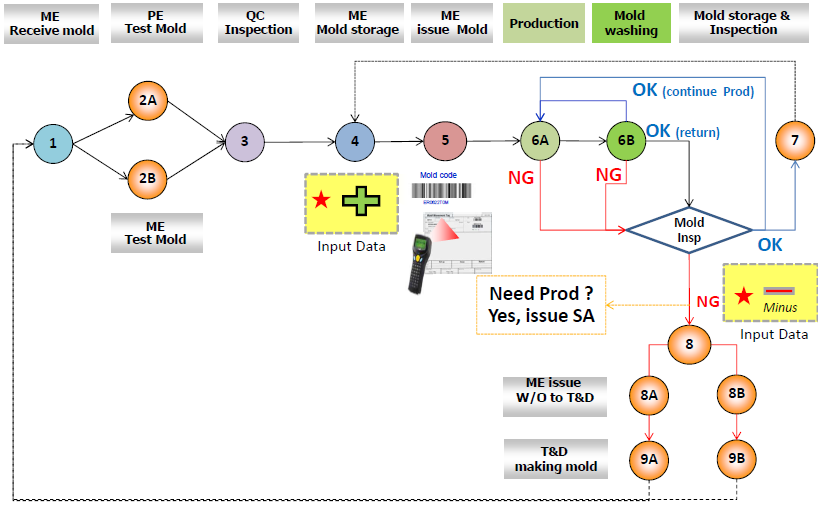 ME
Receive mold
PE
Test Mold
QC
Inspection
ME
Mold storage
ME
issue Mold
Production
Mold
washing
Mold storage &
Inspection
OK (continue Prod)
2A
1
3
4
5
6A
6B
OK (return)
7
2B
NG
NG
Mold code
ME
Test Mold
Mold
Insp
OK
Input Data
Need Prod ?
Yes, issue SA
NG
Minus
Input Data
8
ME issue
W/O to T&D
8A
8B
T&D
making mold
9A
9B